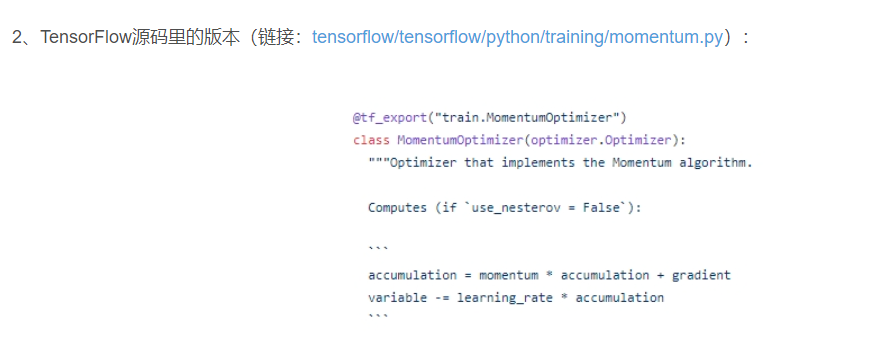 2、TensorFlow源码里的版本（链接：tensorflow/tensorflow/python/training/momentum.py）：
@tf_export("train.MomentumOptimizer")
class MomentumOptimizer(optimizer.Optimizer):
"""Optimizer that implements the Momentum algorithm.
Computes (if `use_nesterov = False`):
```
accumulation = momentum * accumulation + gradient
variable -= learning_rate * accumulation
```